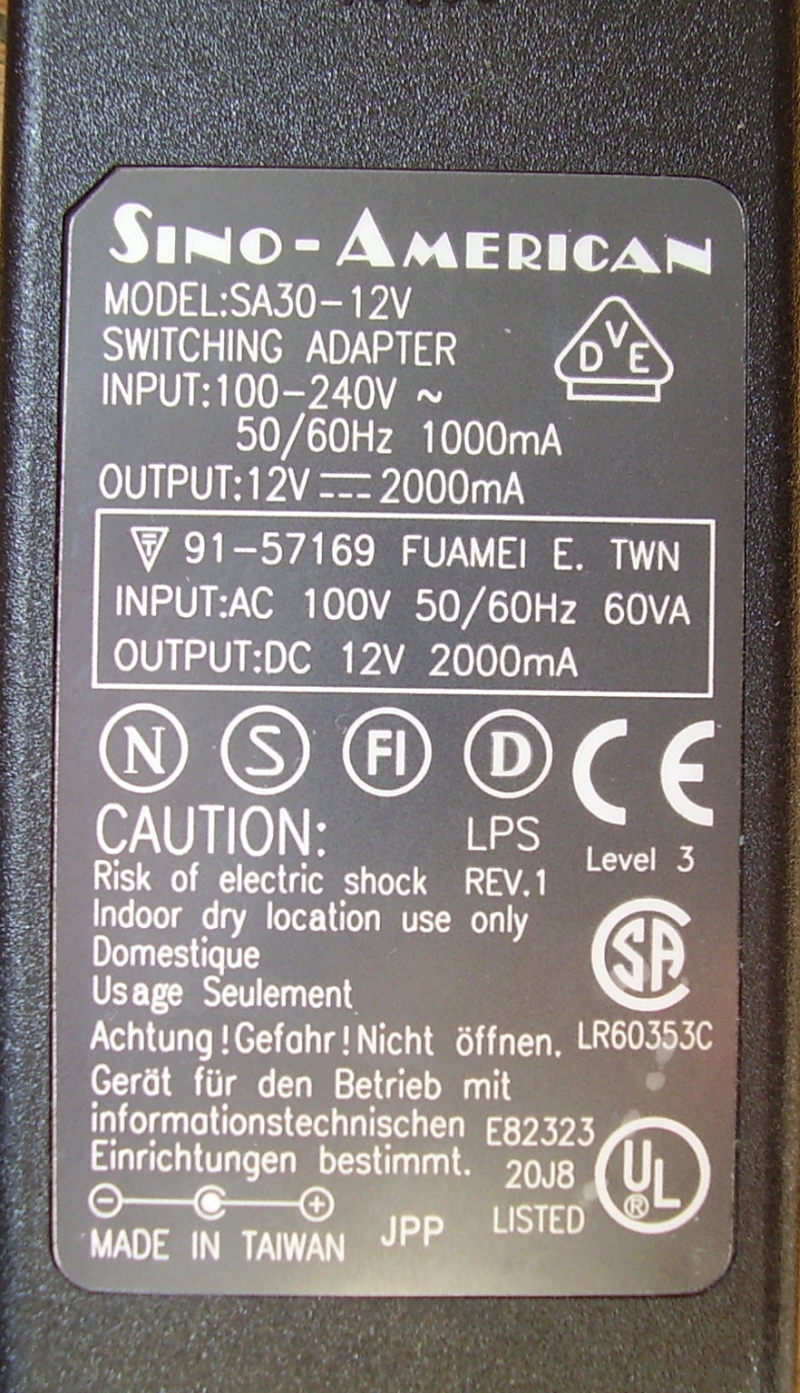 SINO-AMERICAN
MODEL:SA30-12V
SWITCHING ADAPTER
INPUT:100-240V ~
50/60Hz 1000mA
OUTPUT:12V ⎓ 2000mA
DVE
T 91-57169 FUAMEI E. TWN
INPUT:AC 100V 50/60Hz 60VA
OUTPUT:DC 12V 2000mA
N S FI D CE
CAUTION: LPS Level 3
Risk of electric shock REV.1
Indoor dry location use only
Domestique
Usage Seulement
SA
Achtung!Gefahr!Nicht öffnen. LR60353C
Gerät für den Betrieb mit
informationstechnischen E82323
Einrichtungen bestimmt. 20J8
UL ®
- +
LISTED
MADE IN TAIWAN JPP